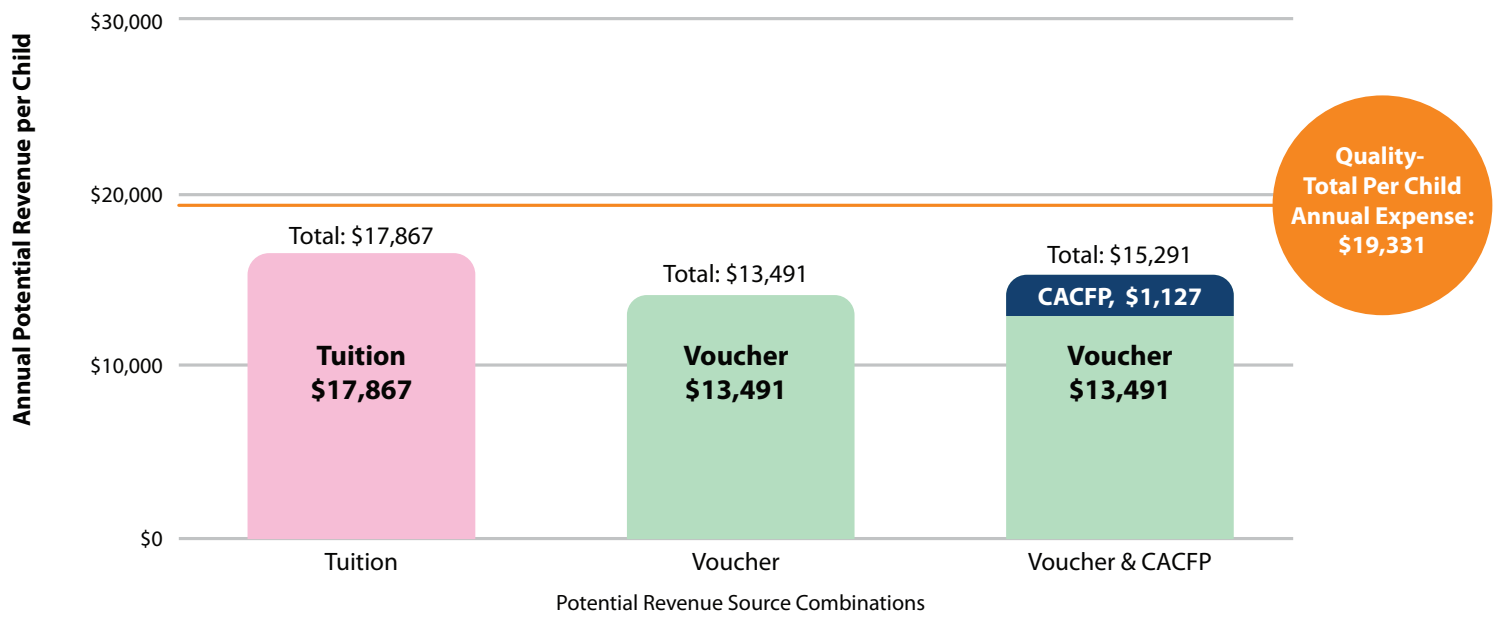 Annual Potential Revenue per Child
$30,000
$20,000
$10,000
$0
Total: $17,867
Tuition
$17,867
Total: $13,491
Voucher
$13,491
Total: $15,291
CACFP, $1,127
Voucher
$13,491
Quality-
Total Per Child
Annual Expense:
$19,331
Tuition
Voucher
Voucher & CACFP
Potential Revenue Source Combinations